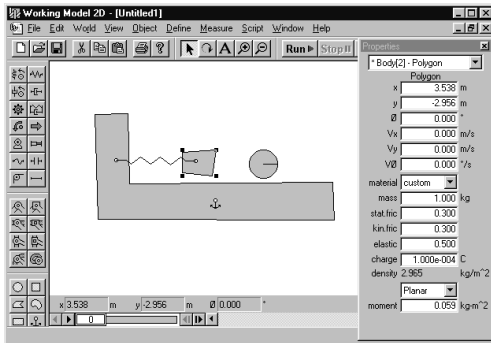 Working Model 2D - [Untitled1]
File Edit World View Object Define Measure Script Window Help
A Run Stop
Properties
Body[2] - Polygon
Polygon
x 3.538 m
y -2.956 m
Ø 0.000 °
Vx 0.000 m/s
Vy 0.000 m/s
VØ 0.000 °/s
material custom
mass 1.000 kg
stat.fric 0.300
kin.fric 0.300
elastic 0.500
charge 1.000e-004 C
density 2.965 kg/m^2
Planar
moment 0.059 kg-m^2
x 3.538 m y -2.956 m Ø 0.000 °
0